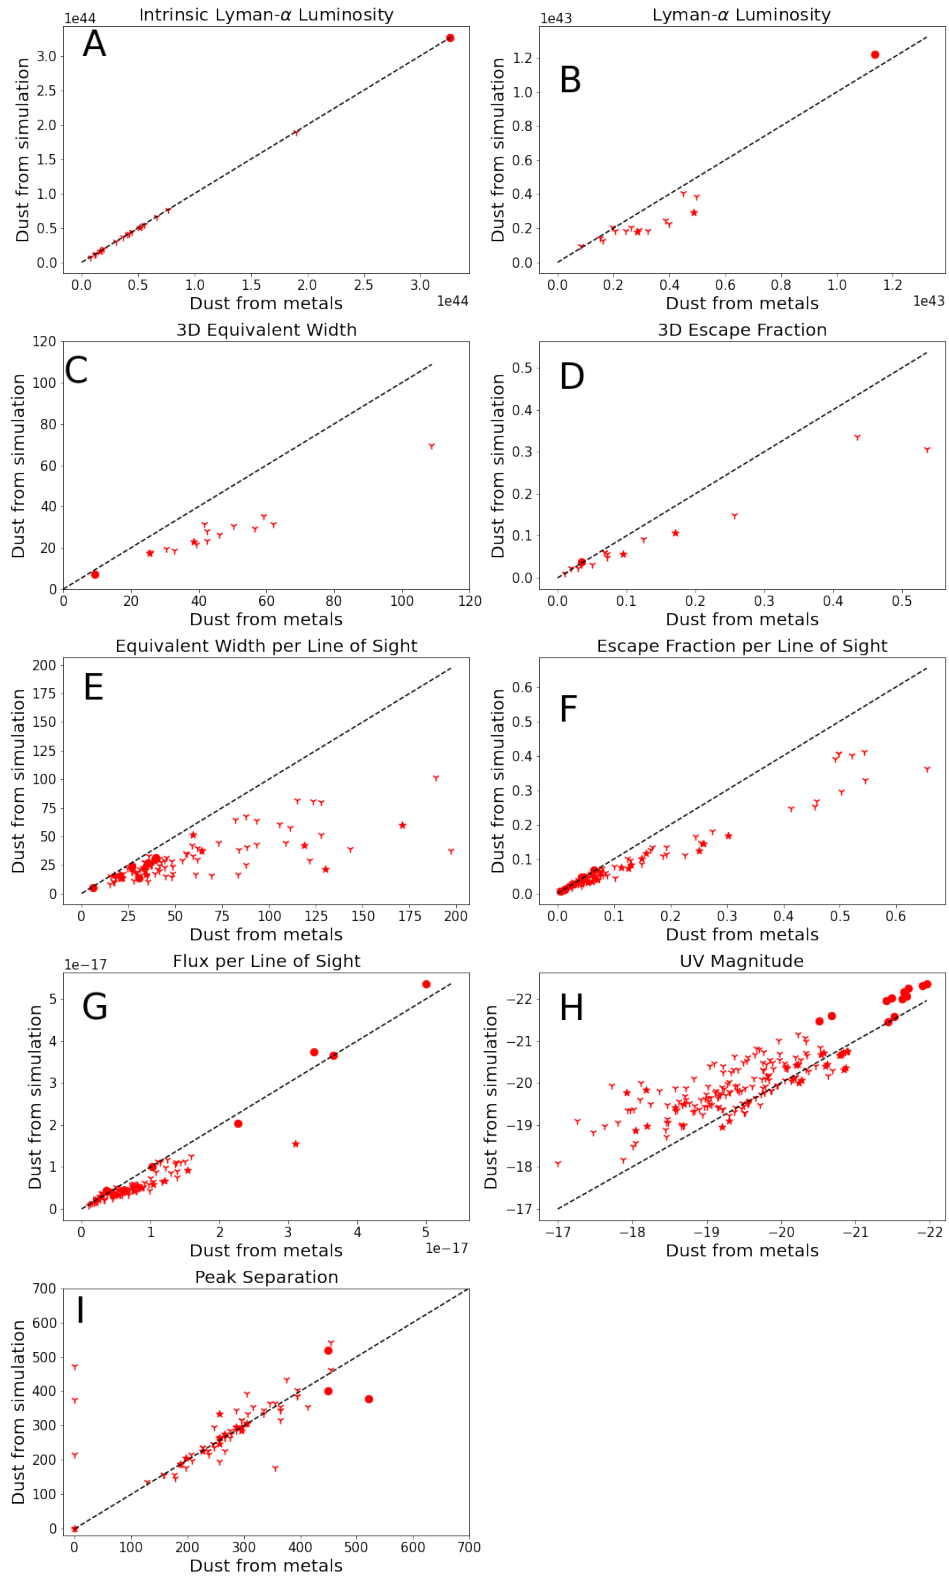 1e44
Intrinsic Lyman-α Luminosity
A
3.0
2.5
2.0
1.5
1.0
0.5
0.0
Dust from simulation
0.0 0.5 1.0 1.5 2.0 2.5 3.0
Dust from metals
1e44
1e43
Lyman-α Luminosity
B
1.2
1.0
0.8
0.6
0.4
0.2
0.0
Dust from simulation
0.0 0.2 0.4 0.6 0.8 1.0 1.2
Dust from metals
1e43
3D Equivalent Width
C
120
100
80
60
40
20
0
Dust from simulation
0 20 40 60 80 100 120
Dust from metals
3D Escape Fraction
D
0.5
0.4
0.3
0.2
0.1
0.0
Dust from simulation
0.0 0.1 0.2 0.3 0.4 0.5
Dust from metals
Equivalent Width per Line of Sight
E
200
175
150
125
100
75
50
25
0
Dust from simulation
0 25 50 75 100 125 150 175 200
Dust from metals
Escape Fraction per Line of Sight
F
0.6
0.5
0.4
0.3
0.2
0.1
0.0
Dust from simulation
0.0 0.1 0.2 0.3 0.4 0.5 0.6
Dust from metals
1e−17
Flux per Line of Sight
G
5
4
3
2
1
0
Dust from simulation
0 1 2 3 4 5
Dust from metals
1e−17
UV Magnitude
H
−22
−21
−20
−19
−18
−17
Dust from simulation
−17 −18 −19 −20 −21 −22
Dust from metals
Peak Separation
I
700
600
500
400
300
200
100
0
Dust from simulation
0 100 200 300 400 500 600 700
Dust from metals